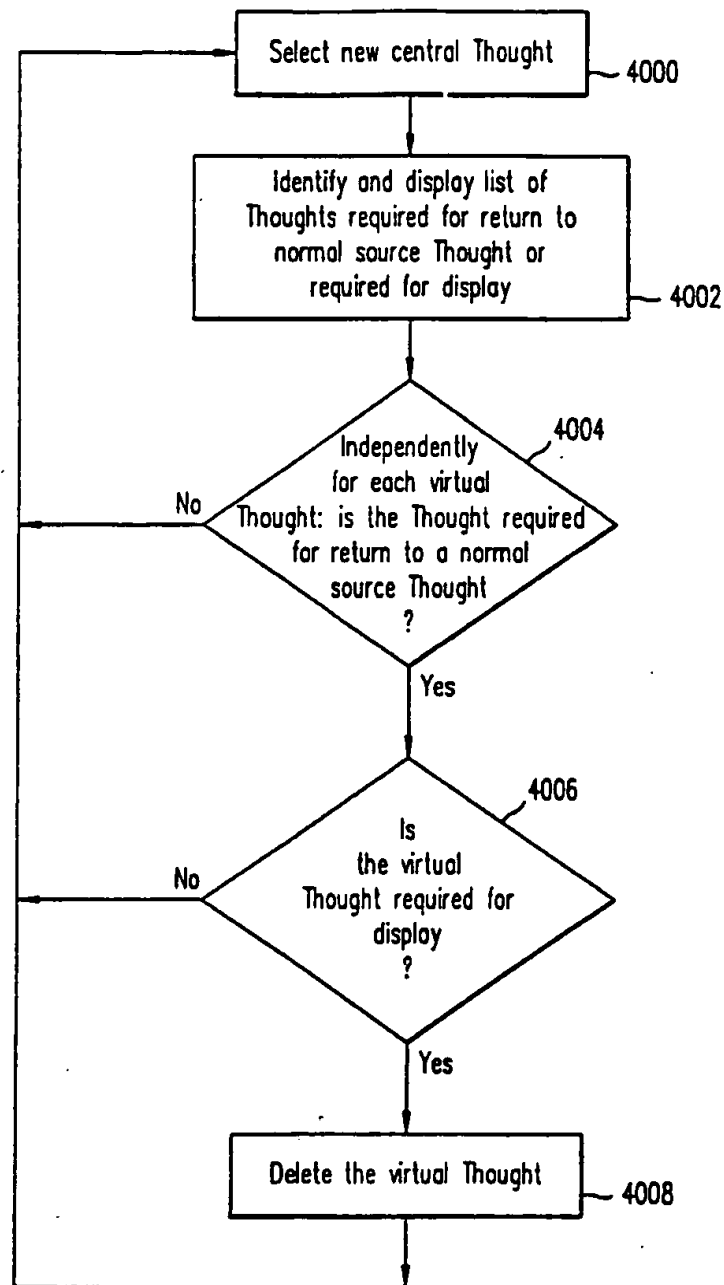 Select new central Thought
4000
Identify and display list of
Thoughts required for return to
normal source Thought or
required for display
4002
4004
Independently
for each virtual
Thought: is the Thought required
for return to a normal
source Thought
?
No
Yes
4006
Is
the virtual
Thought required for
display
?
No
Yes
Delete the virtual Thought
4008